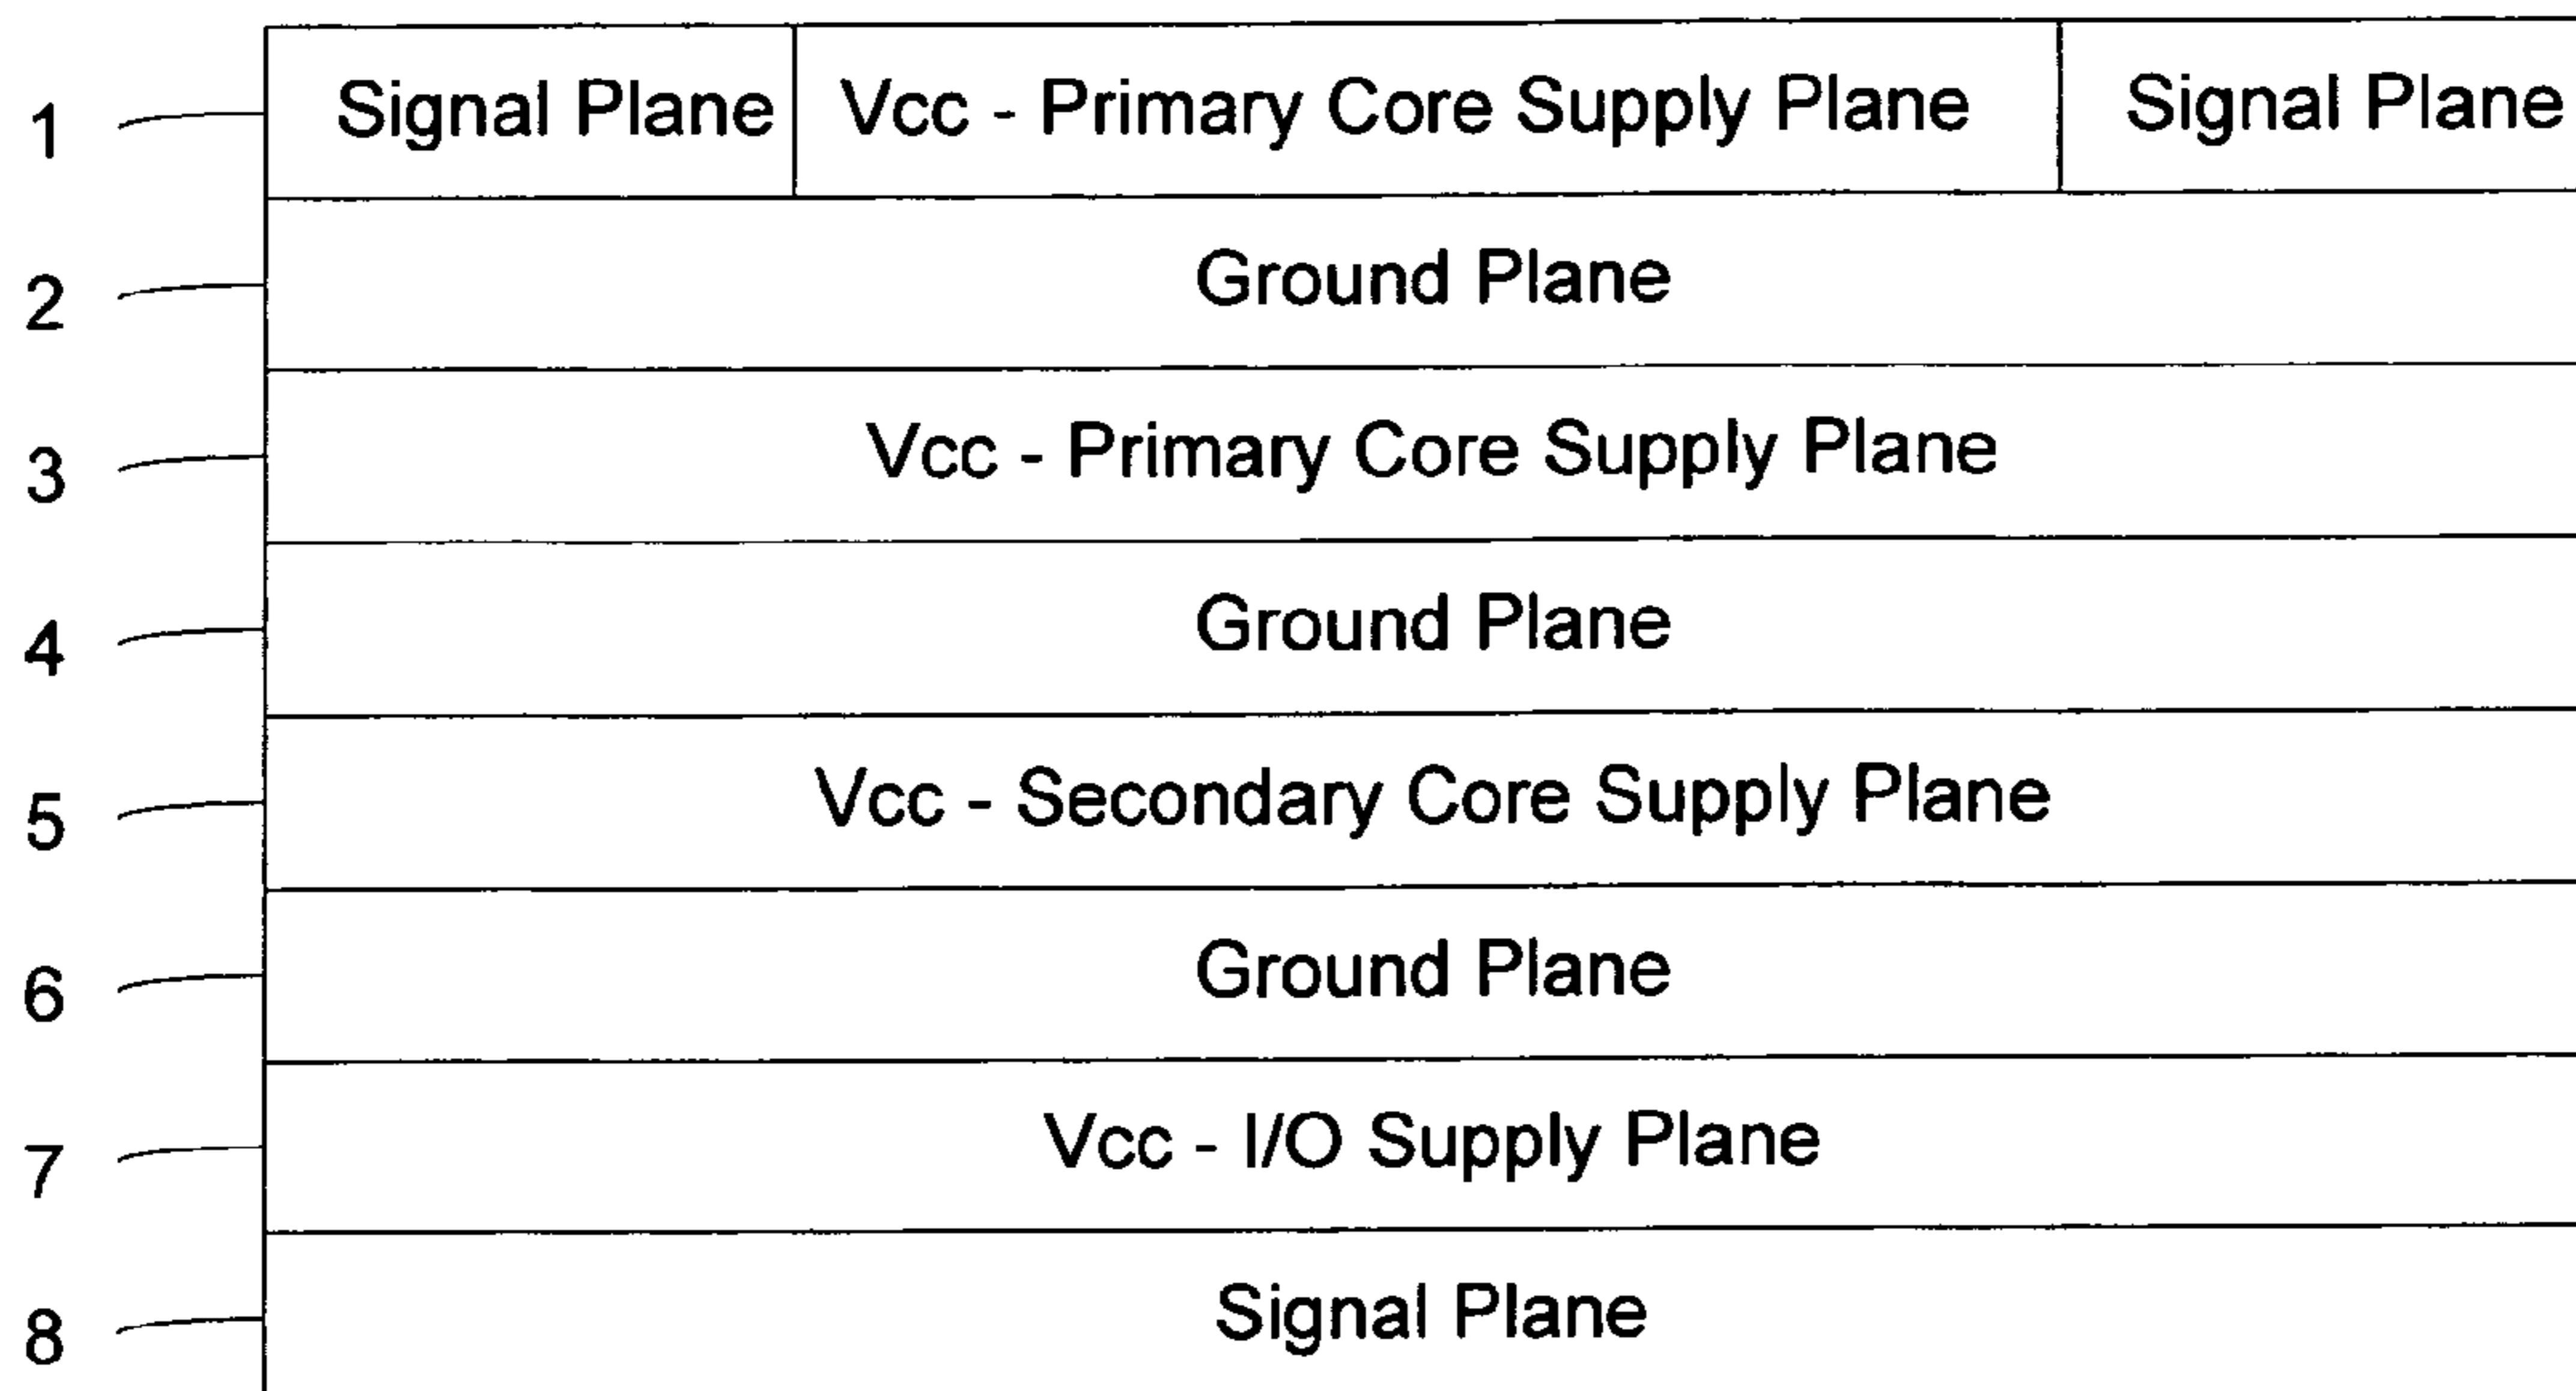 1 Signal Plane Vcc - Primary Core Supply Plane Signal Plane
2 Ground Plane
3 Vcc - Primary Core Supply Plane
4 Ground Plane
5 Vcc - Secondary Core Supply Plane
6 Ground Plane
7 Vcc - I/O Supply Plane
8 Signal Plane